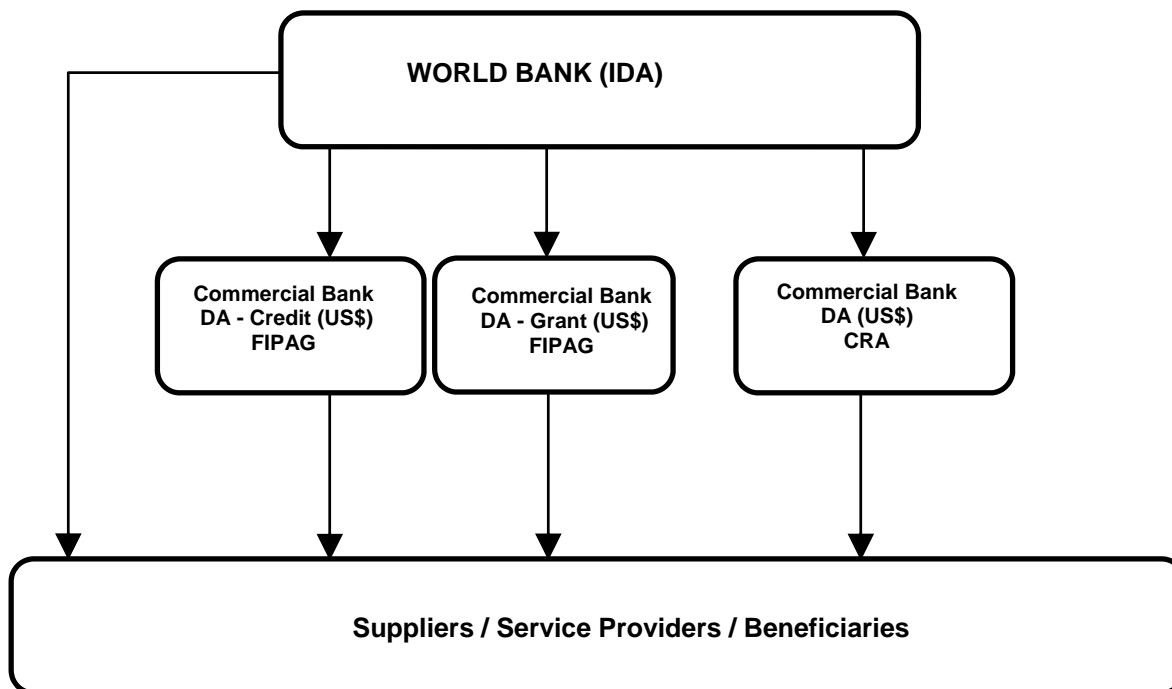 WORLD BANK (IDA)
Commercial Bank
DA - Credit (US$)
FIPAG
Commercial Bank
DA - Grant (US$)
FIPAG
Commercial Bank
DA (US$)
CRA
Suppliers / Service Providers / Beneficiaries